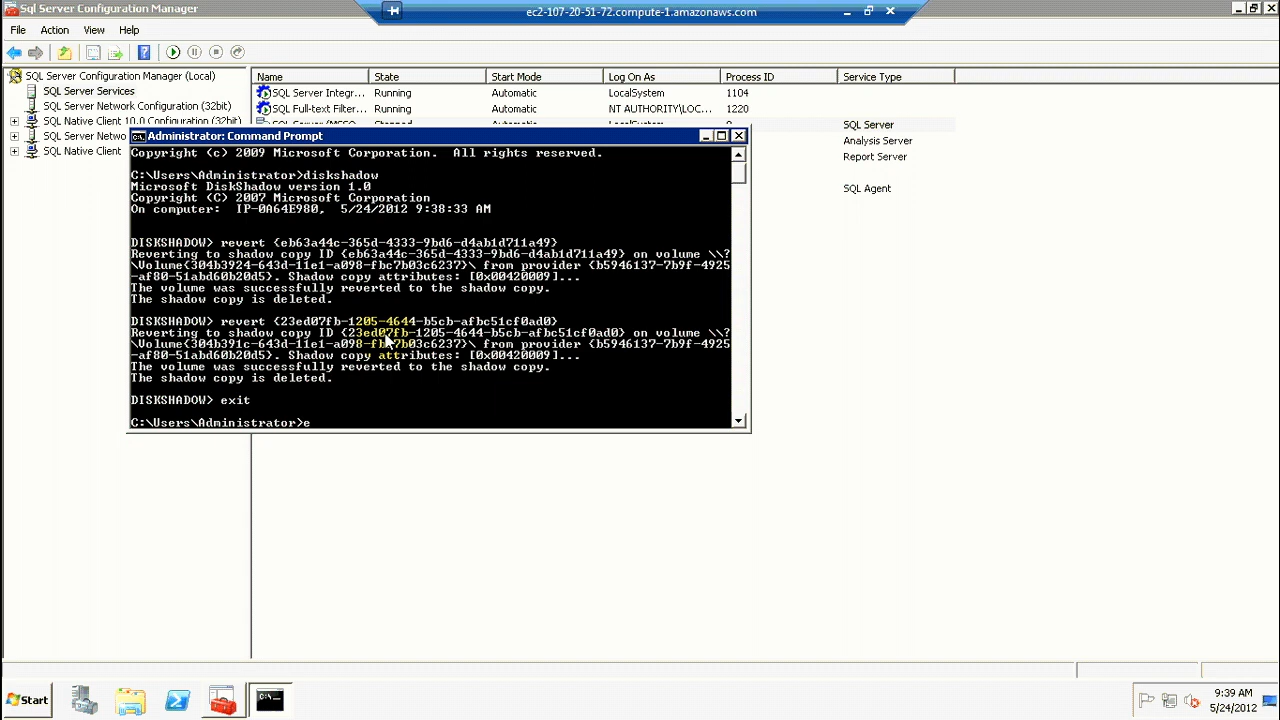 Sql Server Configuration Manager
ec2-107-20-51-72.compute-1.amazonaws.com
File Action View Help
SQL Server Configuration Manager (Local)
SQL Server Services
SQL Server Network Configuration (32bit)
SQL Native Client 10.0 Configuration (32bit)
SQL Server Netwo
SQL Native Client
Name State Start Mode Log On As Process ID Service Type
SQL Server Integr... Running Automatic LocalSystem 1104
SQL Full-text Filter... Running Automatic NT AUTHORITY\LOC... 1220
SQL Server
Analysis Server
Report Server
SQL Agent
Administrator: Command Prompt
Copyright (c) 2009 Microsoft Corporation. All rights reserved.
C:\Users\Administrator>diskshadow
Microsoft DiskShadow version 1.0
Copyright (C) 2007 Microsoft Corporation
On computer: IP-0A64E980, 5/24/2012 9:38:33 AM
DISKSHADOW> revert {eb63a44c-365d-4333-9bd6-d4ab1d711a49}
Reverting to shadow copy ID {eb63a44c-365d-4333-9bd6-d4ab1d711a49} on volume \\?
\Volume{304b3924-643d-11e1-a098-fbc7b03c6237}\ from provider {b5946137-7b9f-4925
-af80-51abd60b20d5}. Shadow copy attributes: [0x00420009]...
The volume was successfully reverted to the shadow copy.
The shadow copy is deleted.
DISKSHADOW> revert {23ed07fb-1205-4644-b5cb-afbc51cf0ad0}
Reverting to shadow copy ID {23ed07fb-1205-4644-b5cb-afbc51cf0ad0} on volume \\?
\Volume{304b391c-643d-11e1-a098-fbc7b03c6237}\ from provider {b5946137-7b9f-4925
-af80-51abd60b20d5}. Shadow copy attributes: [0x00420009]...
The volume was successfully reverted to the shadow copy.
The shadow copy is deleted.
DISKSHADOW> exit
C:\Users\Administrator>e
Start
9:39 AM
5/24/2012